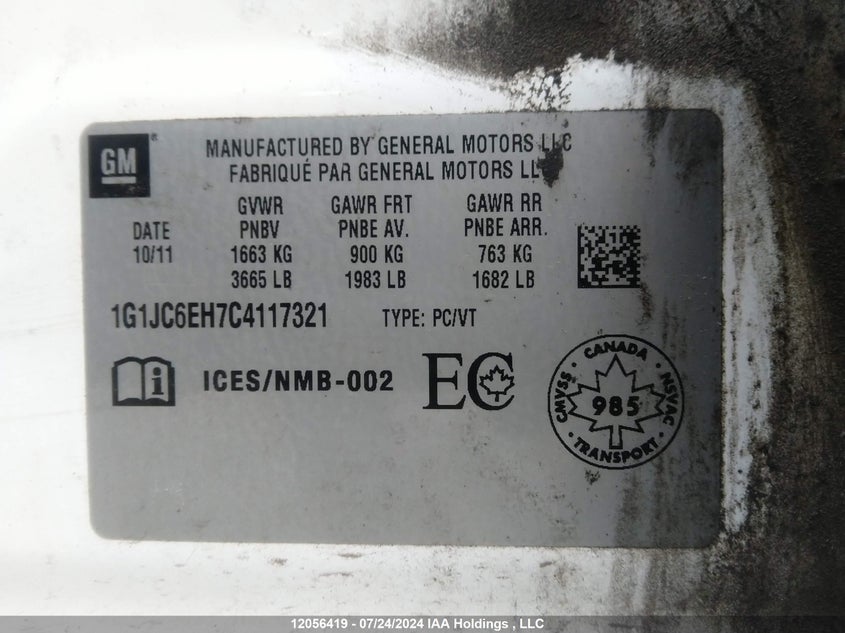 GM®
MANUFACTURED BY GENERAL MOTORS LLC
FABRIQUÉ PAR GENERAL MOTORS LL
DATE
10/11
GVWR
PNBV
1663 KG
3665 LB
GAWR FRT
PNBE AV.
900 KG
1983 LB
GAWR RR
PNBE ARR.
763 KG
1682 LB
1G1JC6EH7C4117321 TYPE: PC/VT
i ICES/NMB-002 EC
CANADA
CMVSS · 985 · NSVAC
TRANSPORT
12056419 - 07/24/2024 IAA Holdings , LLC